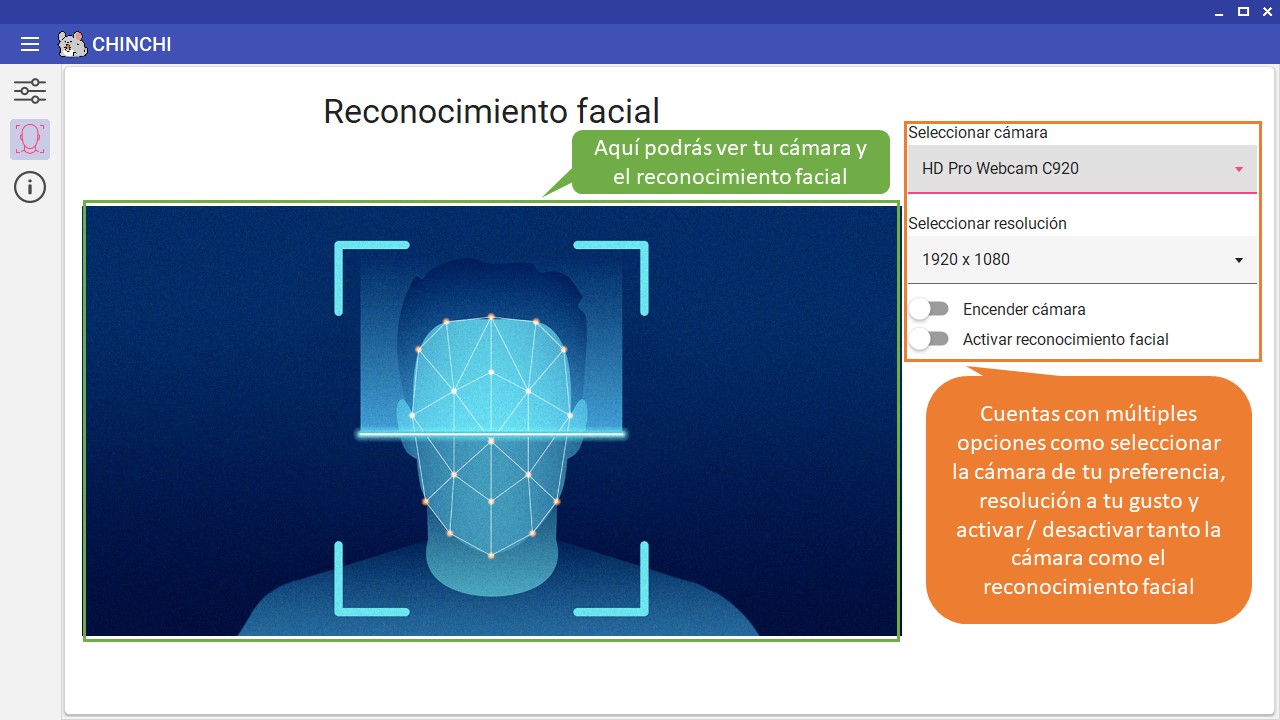 CHINCHI
Reconocimiento facial
Aquí podrás ver tu cámara y
el reconocimiento facial
Seleccionar cámara
HD Pro Webcam C920
Seleccionar resolución
1920 x 1080
Encender cámara
Activar reconocimiento facial
Cuentas con múltiples
opciones como seleccionar
la cámara de tu preferencia,
resolución a tu gusto y
activar / desactivar tanto la
cámara como el
reconocimiento facial